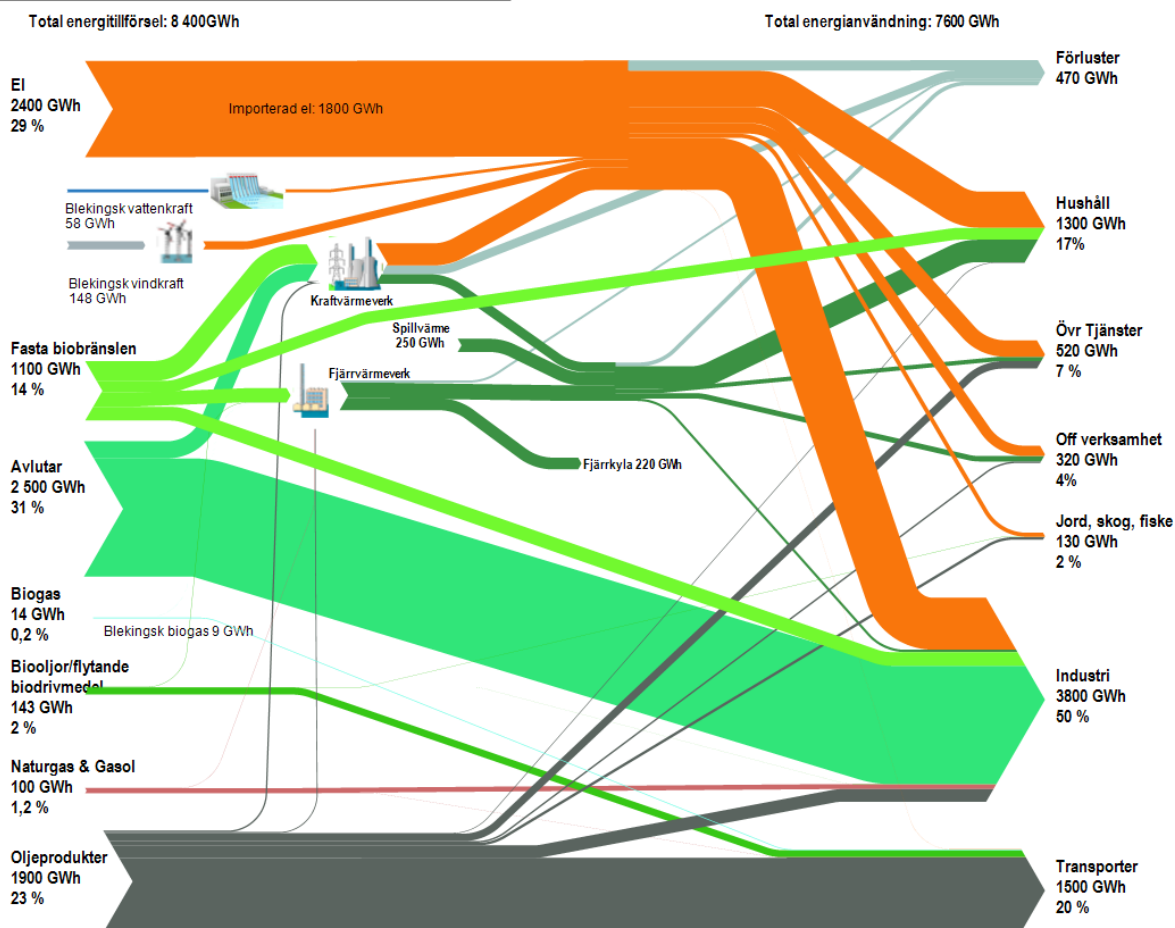 Total energitillförsel: 8 400GWh
Total energianvändning: 7600 GWh
El
2400 GWh
29 %
Importerad el: 1800 GWh
Blekingsk vattenkraft
58 GWh
Blekingsk vindkraft
148 GWh
Kraftvärmeverk
Spillväme
250 GWh
Fjärrvärmeverk
Fjärrkyla 220 GWh
Fasta biobränslen
1100 GWh
14 %
Avlutar
2 500 GWh
31 %
Biogas
14 GWh
0,2 %
Blekingsk biogas 9 GWh
Biooljor/flytande
biodrivmedel
143 GWh
2 %
Naturgas & Gasol
100 GWh
1,2 %
Oljeprodukter
1900 GWh
23 %
Förluster
470 GWh
Hushåll
1300 GWh
17%
Övr Tjänster
520 GWh
7 %
Off verksamhet
320 GWh
4%
Jord, skog, fiske
130 GWh
2 %
Industri
3800 GWh
50 %
Transporter
1500 GWh
20 %